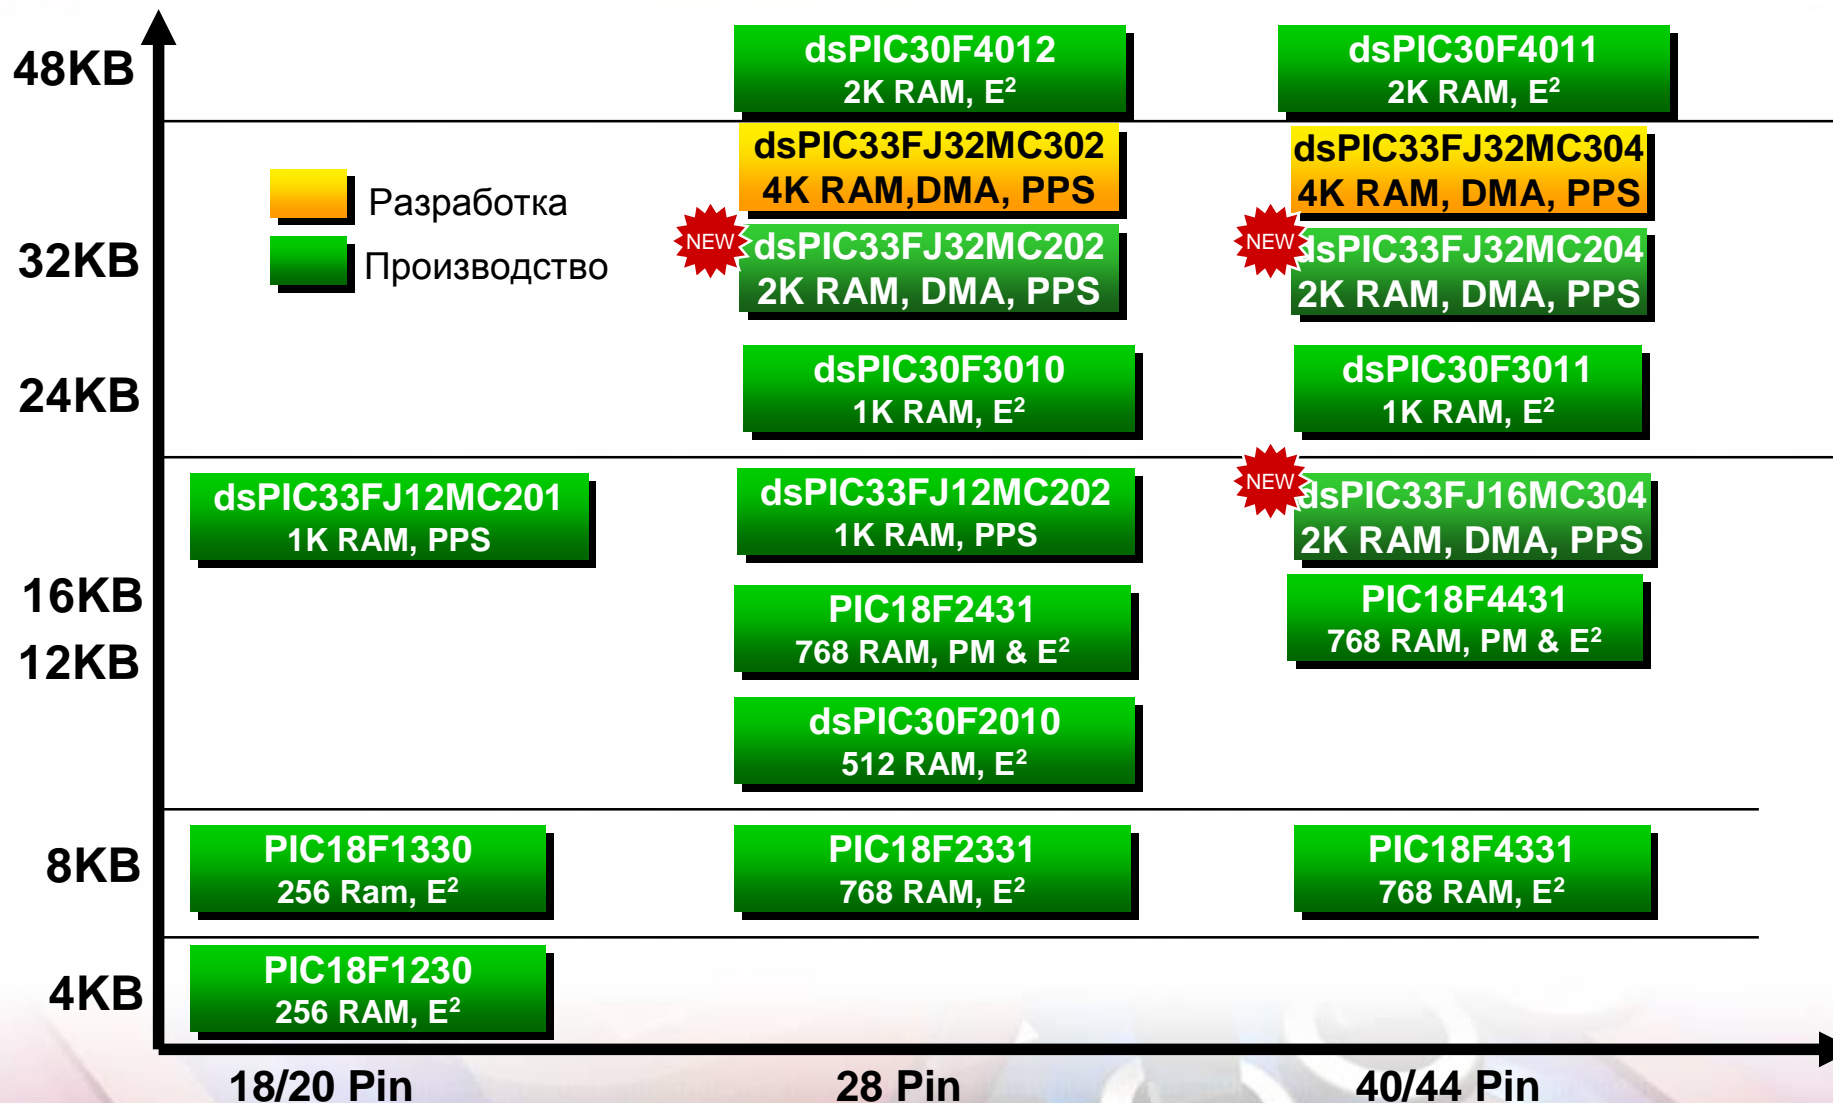 48KB
dsPIC30F4012
2K RAM, E²
dsPIC30F4011
2K RAM, E²
Разработка
Производство
dsPIC33FJ32MC302
4K RAM,DMA, PPS
dsPIC33FJ32MC304
4K RAM, DMA, PPS
32KB
NEW
dsPIC33FJ32MC202
2K RAM, DMA, PPS
NEW
dsPIC33FJ32MC204
2K RAM, DMA, PPS
24KB
dsPIC30F3010
1K RAM, E²
dsPIC30F3011
1K RAM, E²
dsPIC33FJ12MC201
1K RAM, PPS
dsPIC33FJ12MC202
1K RAM, PPS
NEW
dsPIC33FJ16MC304
2K RAM, DMA, PPS
16KB
PIC18F2431
768 RAM, PM & E²
PIC18F4431
768 RAM, PM & E²
12KB
dsPIC30F2010
512 RAM, E²
8KB
PIC18F1330
256 Ram, E²
PIC18F2331
768 RAM, E²
PIC18F4331
768 RAM, E²
4KB
PIC18F1230
256 RAM, E²
18/20 Pin
28 Pin
40/44 Pin